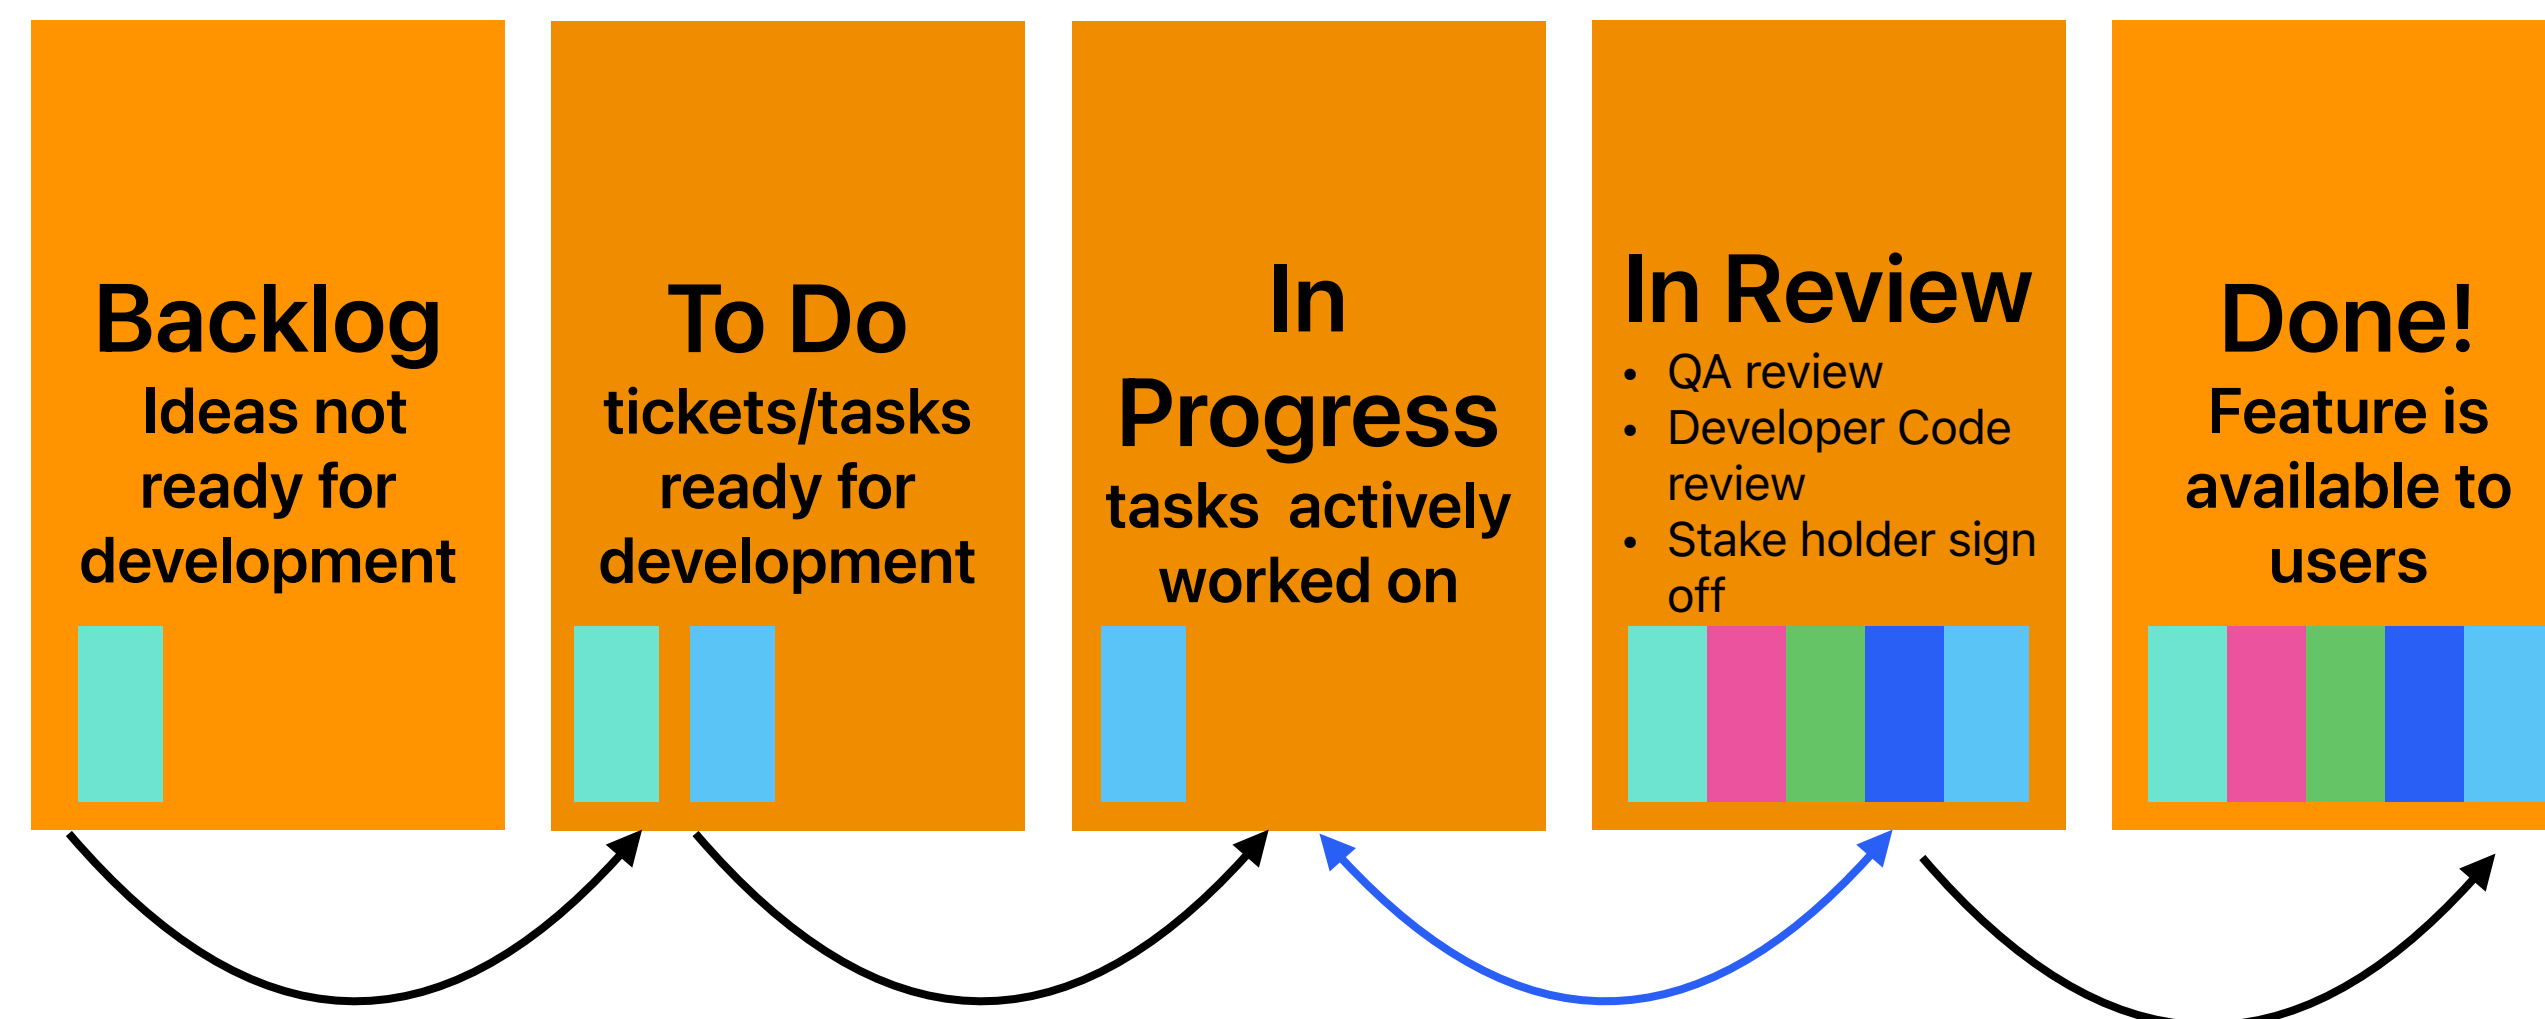 Backlog
Ideas not
ready for
development
To Do
tickets/tasks
ready for
development
In
Progress
tasks  actively
worked on
In Review
• QA review
• Developer Code
review
• Stake holder sign
off
Done!
Feature is
available to
users